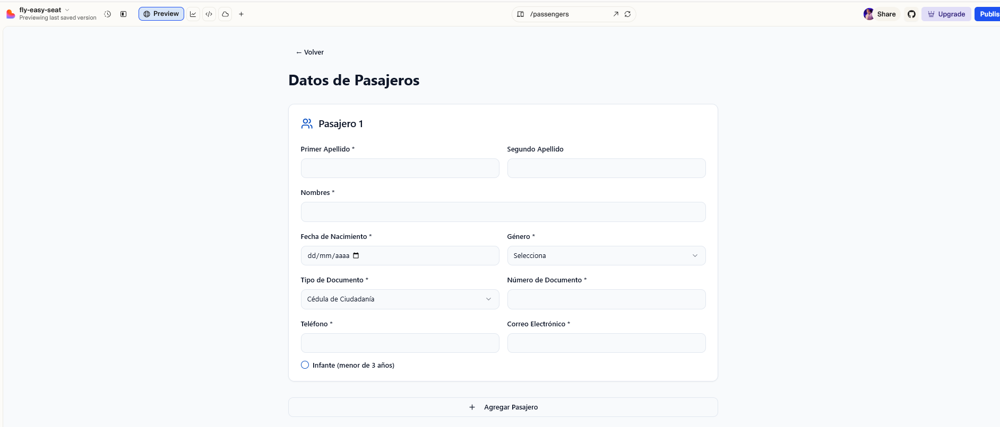 fly-easy-seat
Previewing last saved version
Preview
/passengers
Share
Upgrade
Publis
← Volver
Datos de Pasajeros
Pasajero 1
Primer Apellido *
Segundo Apellido
Nombres *
Fecha de Nacimiento *
Género *
dd/mm/aaaa
Selecciona
Tipo de Documento *
Número de Documento *
Cédula de Ciudadanía
Teléfono *
Correo Electrónico *
Infante (menor de 3 años)
+ Agregar Pasajero